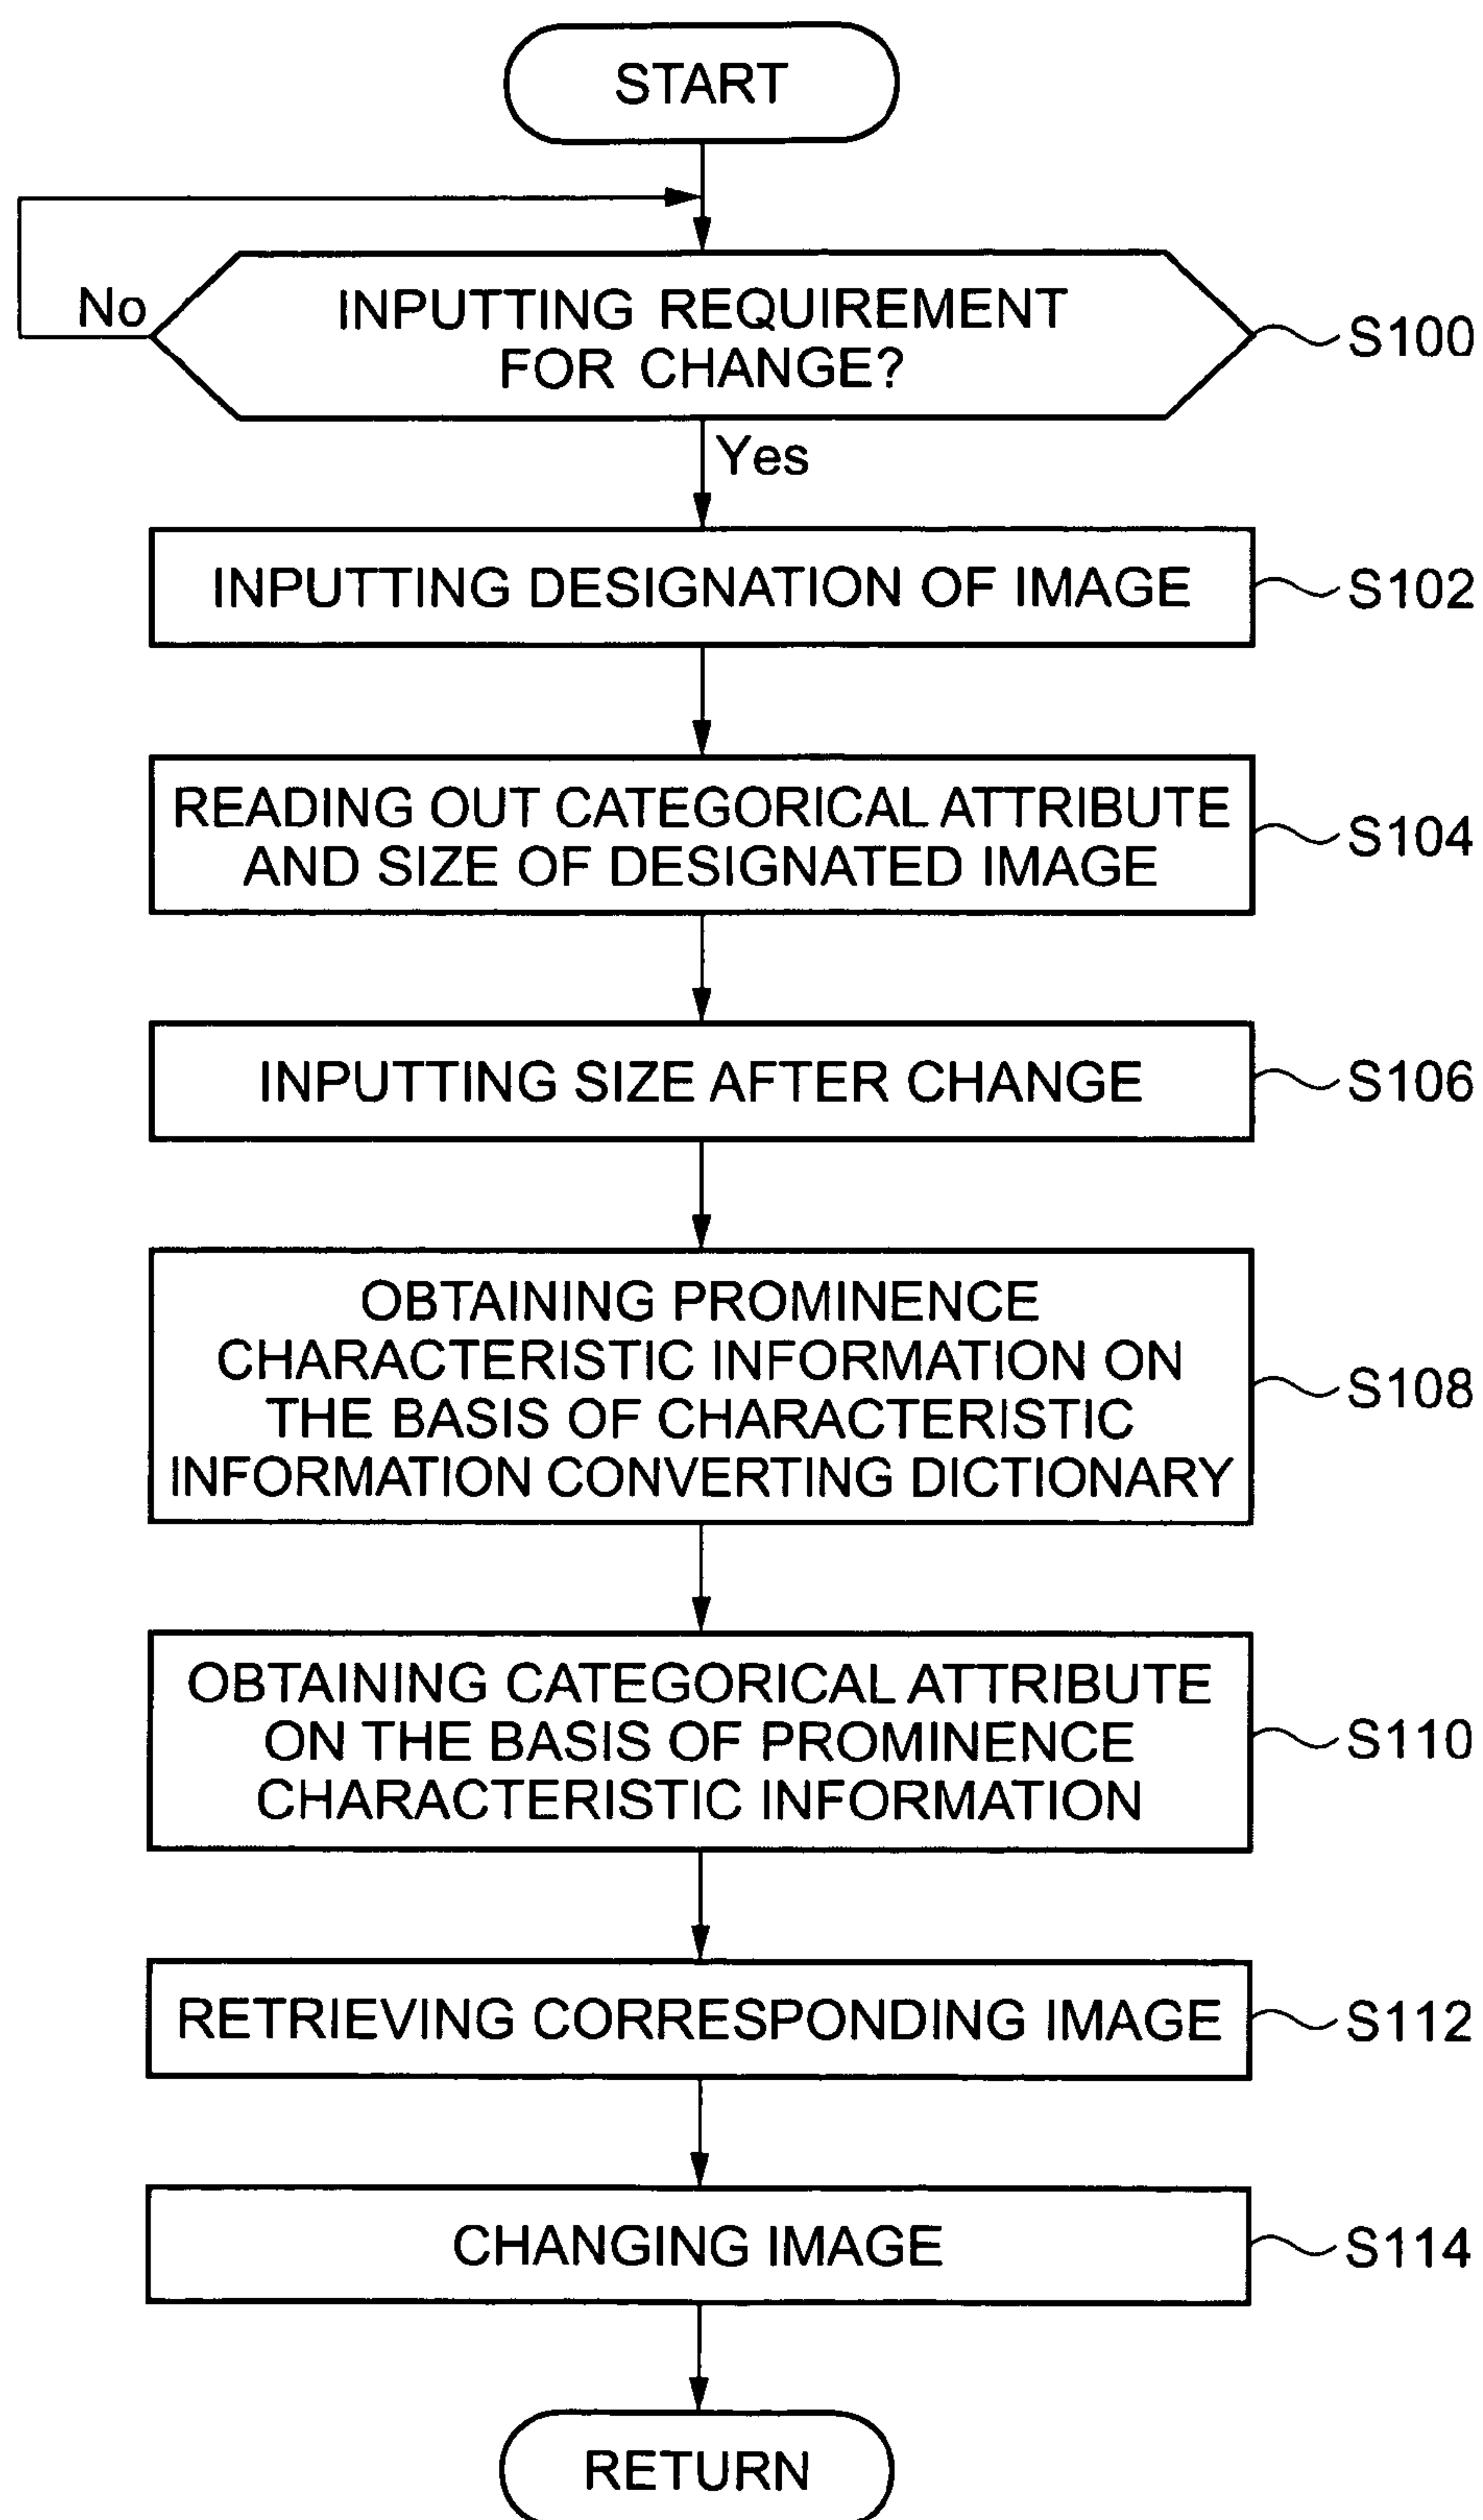 START
No
INPUTTING REQUIREMENT
FOR CHANGE?
S100
Yes
INPUTTING DESIGNATION OF IMAGE
S102
READING OUT CATEGORICAL ATTRIBUTE
AND SIZE OF DESIGNATED IMAGE
S104
INPUTTING SIZE AFTER CHANGE
S106
OBTAINING PROMINENCE
CHARACTERISTIC INFORMATION ON
THE BASIS OF CHARACTERISTIC
INFORMATION CONVERTING DICTIONARY
S108
OBTAINING CATEGORICAL ATTRIBUTE
ON THE BASIS OF PROMINENCE
CHARACTERISTIC INFORMATION
S110
RETRIEVING CORRESPONDING IMAGE
S112
CHANGING IMAGE
S114
RETURN